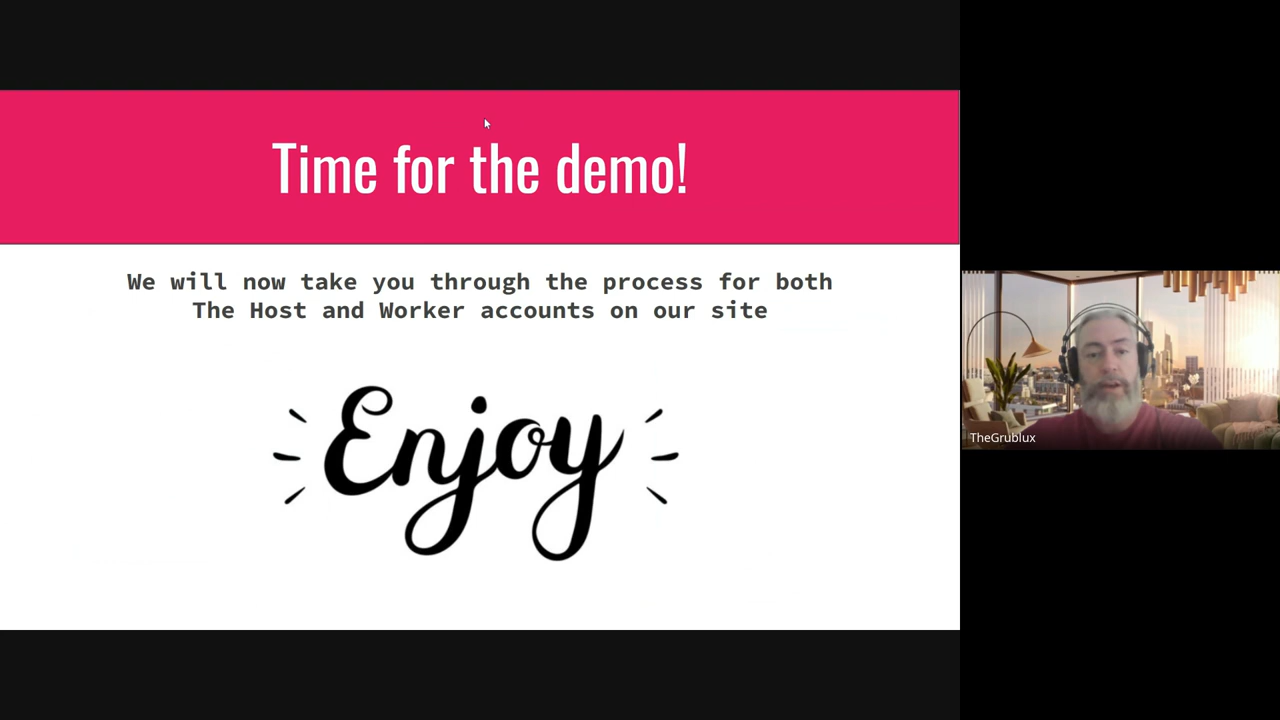 Time for the demo!
We will now take you through the process for both
The Host and Worker accounts on our site
Enjoy
TheGrublux